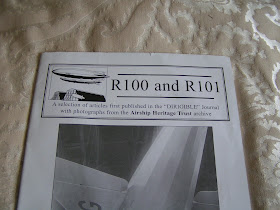 R100 and R101
A selection of articles first published in the "DIRIGIBLE" Journal
with photographs from the Airship Heritage Trust archive
G